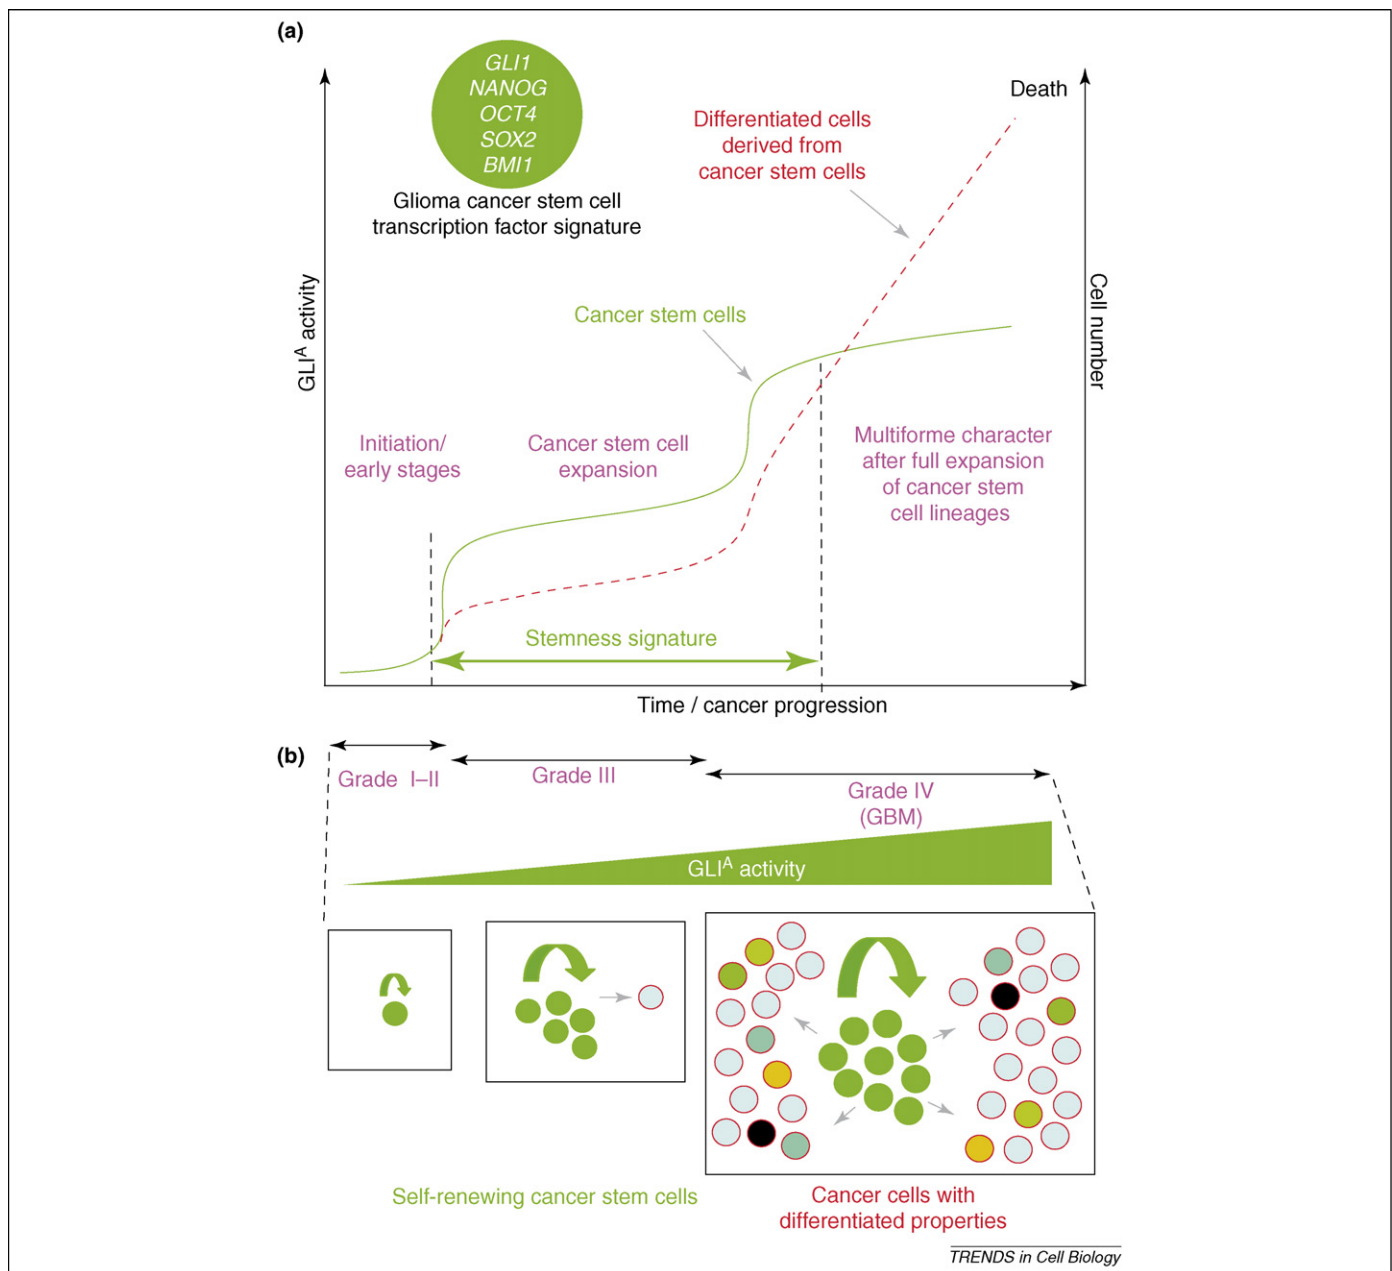 (a)
GLI1
NANOG
OCT4
SOX2
BMI1
Glioma cancer stem cell
transcription factor signature
Death
Differentiated cells
derived from
cancer stem cells
GLIᴬ activity
Cell number
Cancer stem cells
Initiation/
early stages
Cancer stem cell
expansion
Multiforme character
after full expansion
of cancer stem
cell lineages
Stemness signature
Time / cancer progression
(b)
Grade I–II
Grade III
Grade IV
(GBM)
GLIᴬ activity
Self-renewing cancer stem cells
Cancer cells with
differentiated properties
TRENDS in Cell Biology